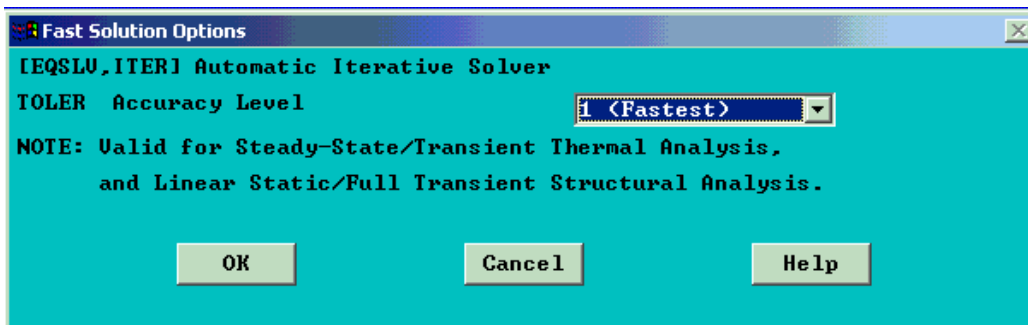 Fast Solution Options
[EQSLV,ITER] Automatic Iterative Solver
TOLER Accuracy Level 1 (Fastest)
NOTE: Valid for Steady-State/Transient Thermal Analysis,
and Linear Static/Full Transient Structural Analysis.
OK Cancel Help